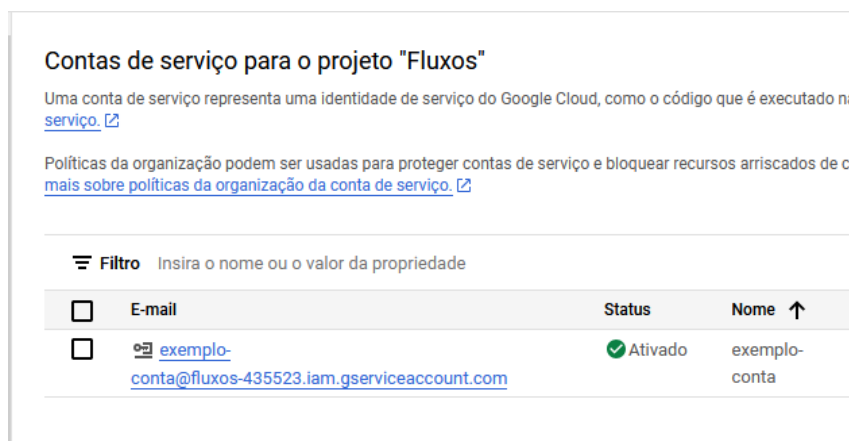 Contas de serviço para o projeto "Fluxos"
Uma conta de serviço representa uma identidade de serviço do Google Cloud, como o código que é executado
serviço.
Políticas da organização podem ser usadas para proteger contas de serviço e bloquear recursos arriscados de
mais sobre políticas da organização da conta de serviço.
Filtro Insira o nome ou o valor da propriedade
E-mail Status Nome
exemplo- Ativado exemplo-
conta@fluxos-435523.iam.gserviceaccount.com conta